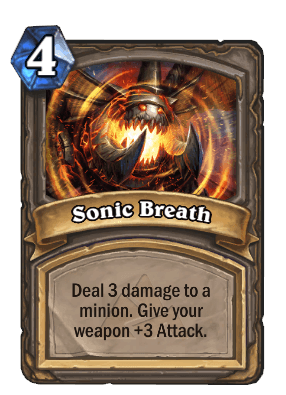 4
Sonic Breath
Deal 3 damage to a
minion. Give your
weapon +3 Attack.